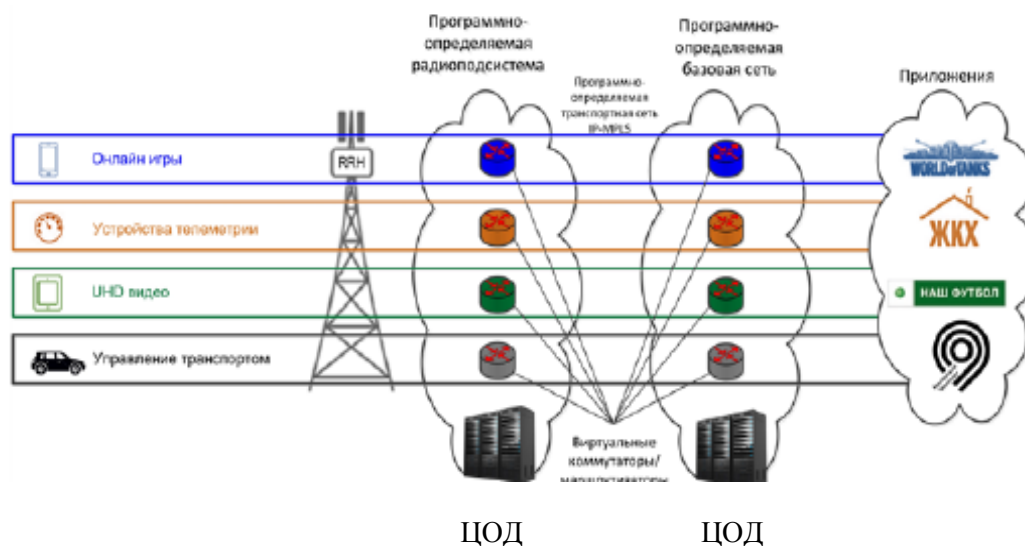 Программно-
определяемая
радиоподсистема
Программно-
определяемая
транспортная сеть
IP-MPLS
Программно-
определяемая
базовая сеть
Приложения
RRH
Онлайн игры
WORLD OF TANKS
Устройства телеметрии
ЖКХ
UHD видео
НАШ ФУТБОЛ
Управление транспортом
Виртуальные
коммутаторы/
маршрутизаторы
ЦОД
ЦОД